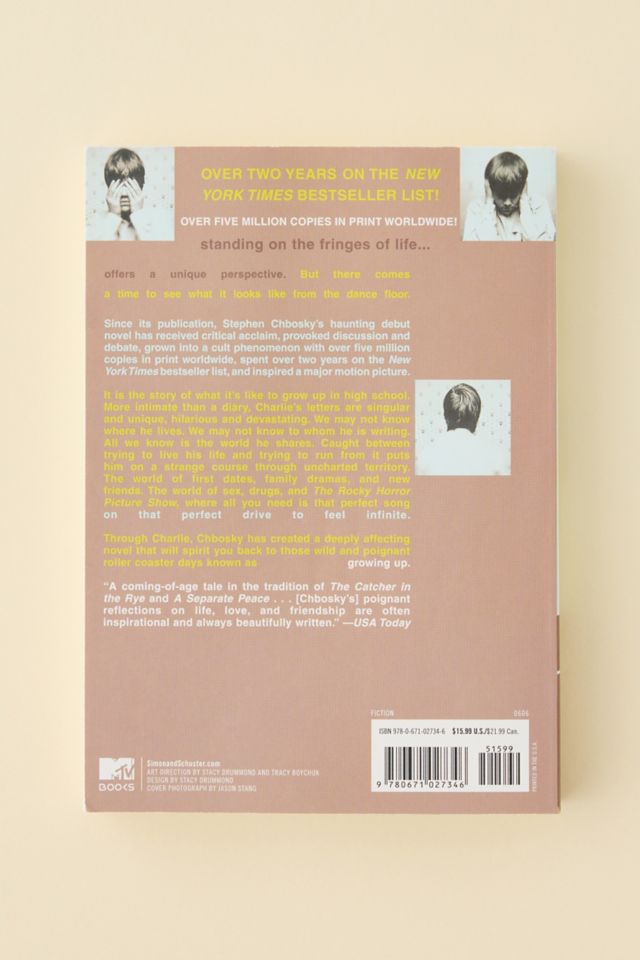 OVER TWO YEARS ON THE NEW
YORK TIMES BESTSELLER LIST!
OVER FIVE MILLION COPIES IN PRINT WORLDWIDE!
standing on the fringes of life...
offers a unique perspective. But there comes
a time to see what it looks like from the dance floor.
Since its publication, Stephen Chbosky's haunting debut
novel has received critical acclaim, provoked discussion and
debate, grown into a cult phenomenon with over five million
copies in print worldwide, spent over two years on the New
York Times bestseller list, and inspired a major motion picture.
It is the story of what it's like to grow up in high school.
More intimate than a diary, Charlie's letters are singular
and unique, hilarious and devastating. We may not know
where he lives. We may not know to whom he is writing.
All we know is the world he shares. Caught between
trying to live his life and trying to run from it puts
him on a strange course through uncharted territory.
The world of first dates, family dramas, and new
friends. The world of sex, drugs, and The Rocky Horror
Picture Show, where all you need is that perfect song
on that perfect drive to feel infinite.
Through Charlie, Chbosky has created a deeply affecting
novel that will spirit you back to those wild and poignant
roller coaster days known as growing up.
"A coming-of-age tale in the tradition of The Catcher in
the Rye and A Separate Peace . . . [Chbosky's] poignant
reflections on life, love, and friendship are often
inspirational and always beautifully written." —USA Today
FICTION 0606
ISBN 978-0-671-02734-6 $15.99 U.S./$21.99 Can.
51599
9 780671 027346
PRINTED IN THE U.S.A.
MTV
BOOKS
SimonandSchuster.com
ART DIRECTION BY STACY DRUMMOND AND TRACY BOYCHUK
DESIGN BY STACY DRUMMOND
COVER PHOTOGRAPH BY JASON STANG